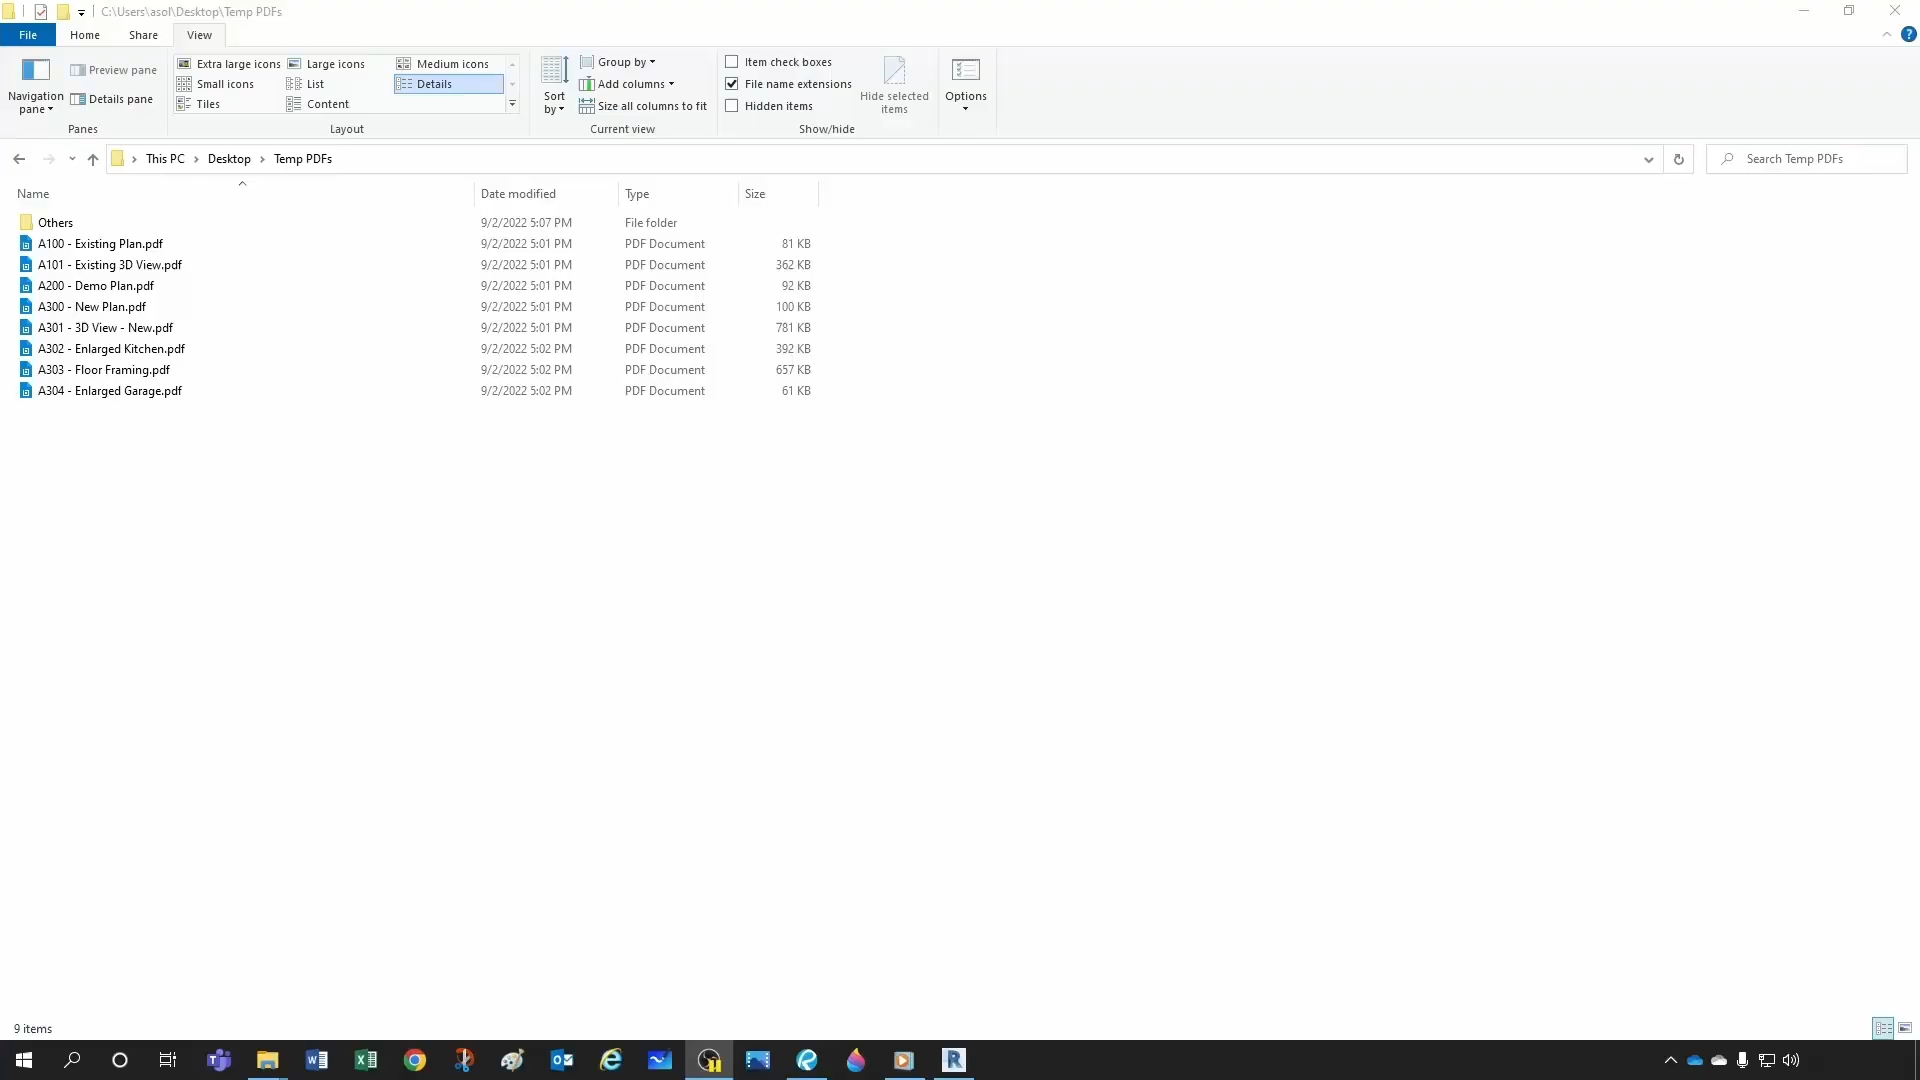 C:\Users\asol\Desktop\Temp PDFs
File Home Share View
Navigation pane
Preview pane
Details pane
Panes
Extra large icons Large icons Medium icons
Small icons List Details
Tiles Content
Layout
Sort by
Group by
Add columns
Size all columns to fit
Current view
Item check boxes
File name extensions
Hidden items
Hide selected items
Show/hide
Options
This PC > Desktop > Temp PDFs
Search Temp PDFs
Name Date modified Type Size
Others 9/2/2022 5:07 PM File folder
A100 - Existing Plan.pdf 9/2/2022 5:01 PM PDF Document 81 KB
A101 - Existing 3D View.pdf 9/2/2022 5:01 PM PDF Document 362 KB
A200 - Demo Plan.pdf 9/2/2022 5:01 PM PDF Document 92 KB
A300 - New Plan.pdf 9/2/2022 5:01 PM PDF Document 100 KB
A301 - 3D View - New.pdf 9/2/2022 5:01 PM PDF Document 781 KB
A302 - Enlarged Kitchen.pdf 9/2/2022 5:02 PM PDF Document 392 KB
A303 - Floor Framing.pdf 9/2/2022 5:02 PM PDF Document 657 KB
A304 - Enlarged Garage.pdf 9/2/2022 5:02 PM PDF Document 61 KB
9 items